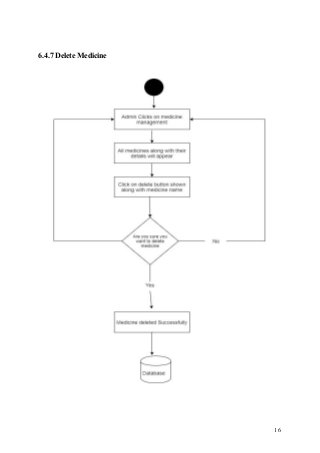 6.4.7 Delete Medicine
Admin Clicks on medicine
management
All medicines along with their
details will appear
Click on delete button shown
along with medicine name
Are you sure you
want to delete
medicine
No
Yes
Medicine deleted Successfully
Database
16